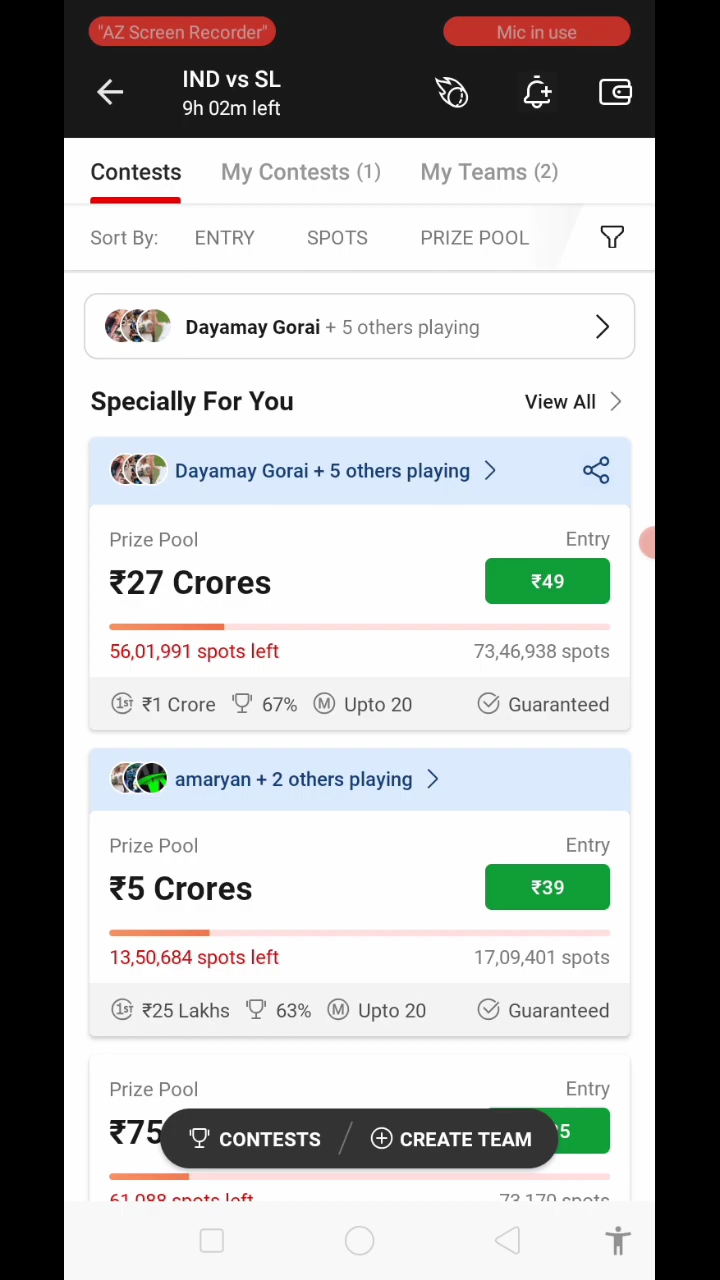 "AZ Screen Recorder"
Mic in use
IND vs SL
9h 02m left
Contests
My Contests (1)
My Teams (2)
Sort By:
ENTRY
SPOTS
PRIZE POOL
Dayamay Gorai + 5 others playing
Specially For You
View All
Dayamay Gorai + 5 others playing
Prize Pool
Entry
₹27 Crores
₹49
56,01,991 spots left
73,46,938 spots
1ST ₹1 Crore
67%
M Upto 20
Guaranteed
amaryan + 2 others playing
Prize Pool
Entry
₹5 Crores
₹39
13,50,684 spots left
17,09,401 spots
1ST ₹25 Lakhs
63%
M Upto 20
Guaranteed
Prize Pool
Entry
₹75
5
CONTESTS
CREATE TEAM
61,088 spots left
73,170 spots